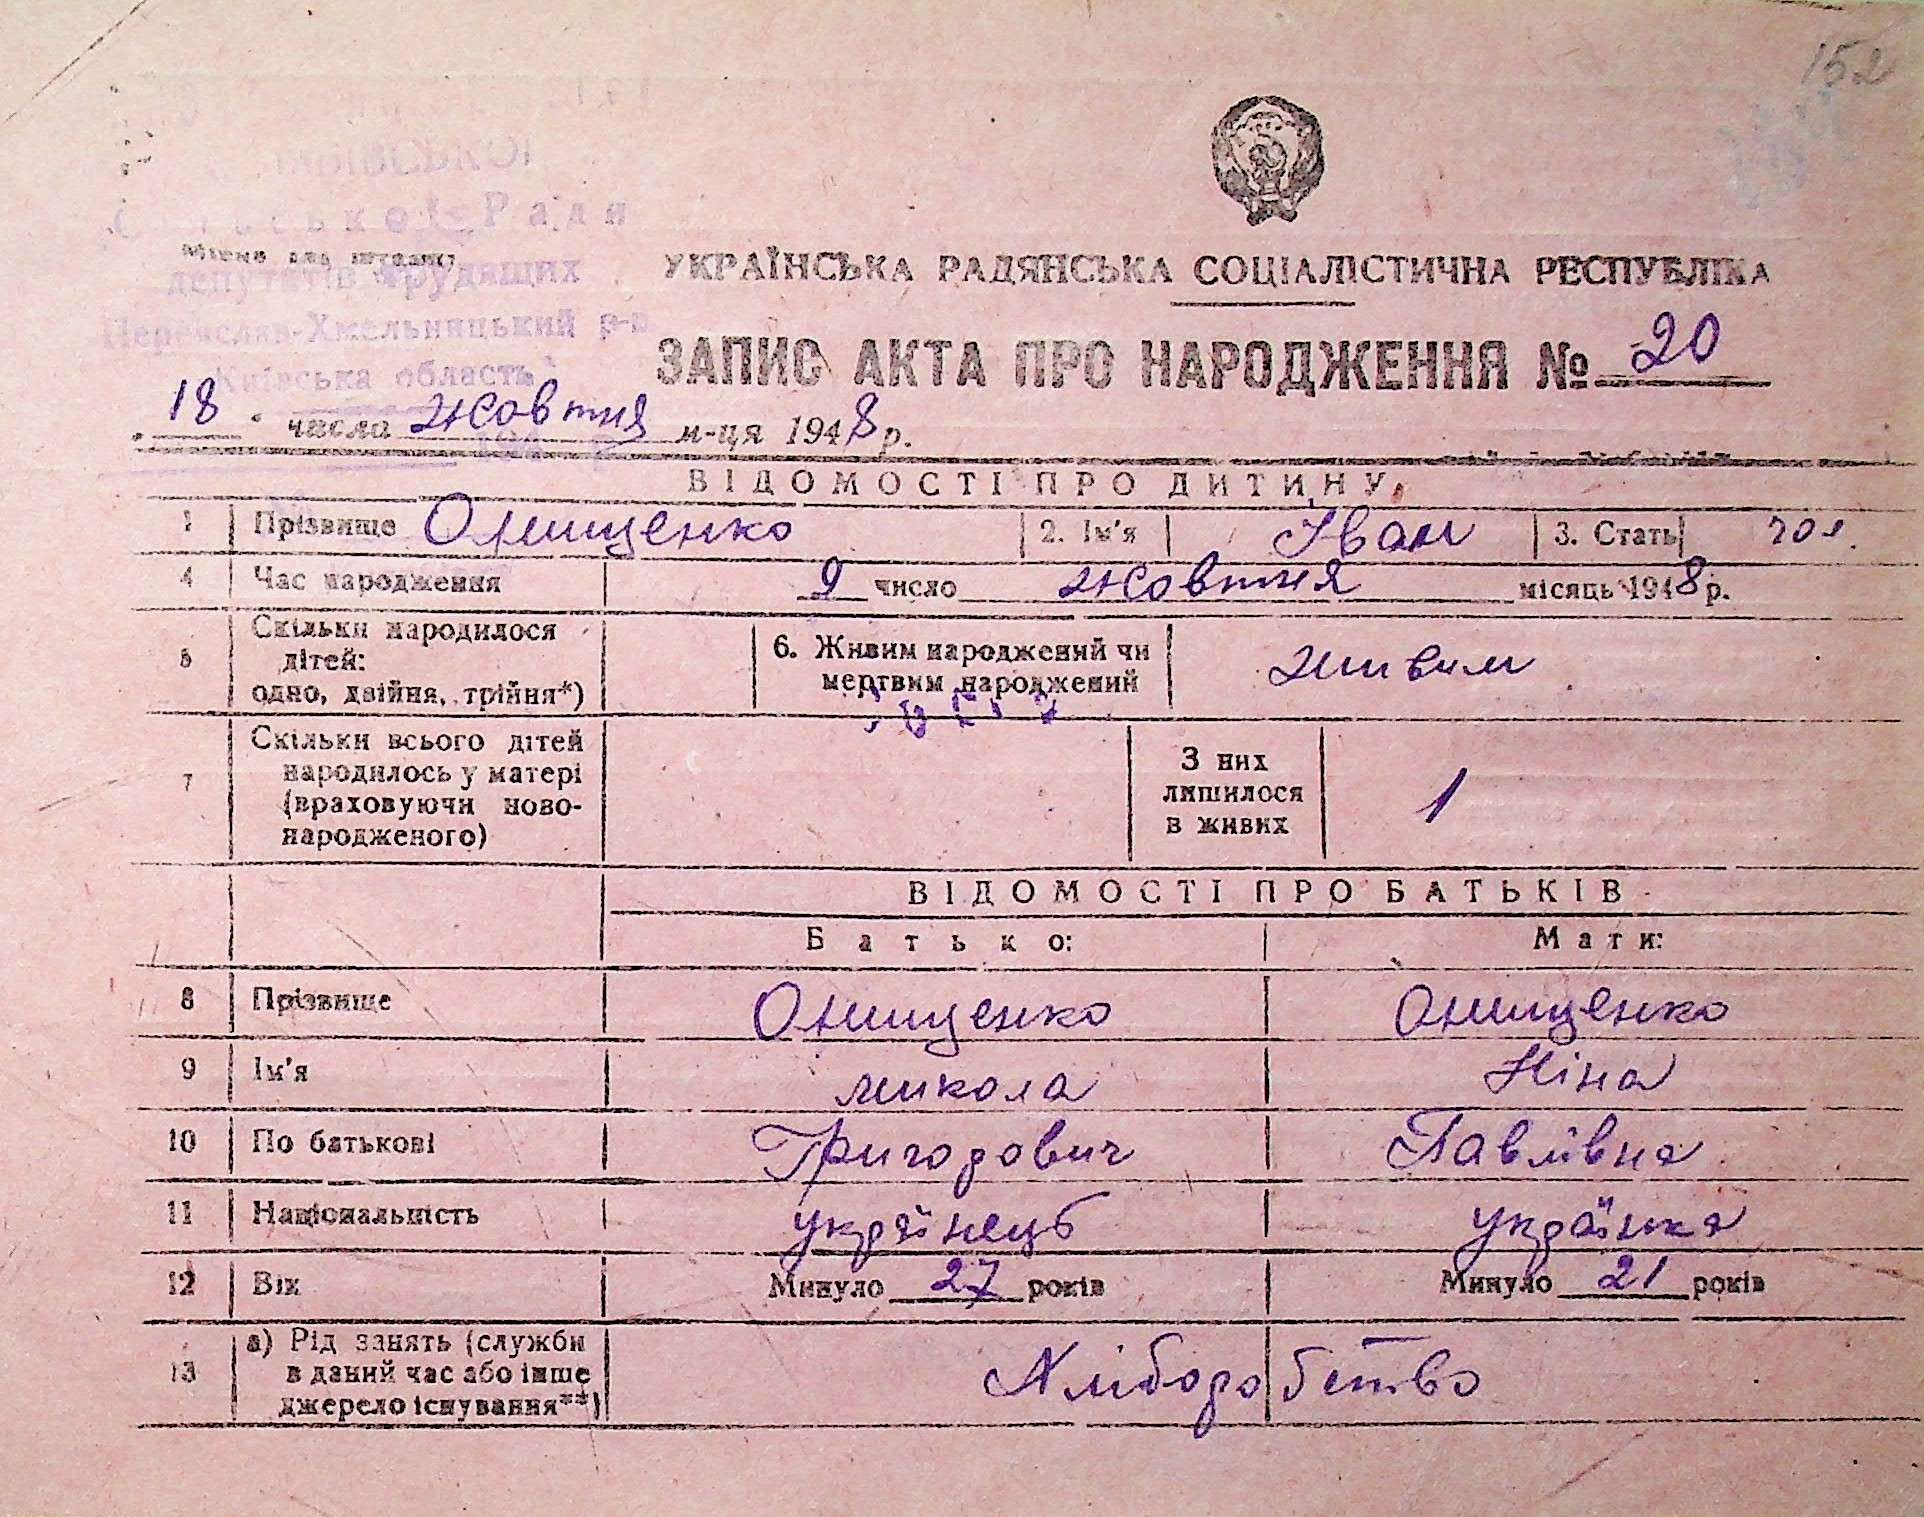 152
Ради
депутатів трудящих
Переяслав-Хмельницький р-н
Київська область
Місце для штампу
УКРАЇНСЬКА РАДЯНСЬКА СОЦІАЛІСТИЧНА РЕСПУБЛІКА
ЗАПИС АКТА ПРО НАРОДЖЕННЯ № 20
18 числа жовтня м-ця 1948 р.
ВІДОМОСТІ ПРО ДИТИНУ
1 Прізвище Онищенко 2. Ім'я Іван 3. Стать чол.
4 Час народження 9 число жовтня місяць 1948 р.
5 Скільки народилося дітей: одно, двійня, трійня*) 6. Живим народжений чи мертвим народжений живим
7 Скільки всього дітей народилось у матері (враховуючи новонародженого) З них лишилося в живих 1
ВІДОМОСТІ ПРО БАТЬКІВ
Батько: Мати:
8 Прізвище Онищенко Онищенко
9 Ім'я Микола Ніна
10 По батькові Григорович Павлівна
11 Національність українець українка
12 Вік Минуло 27 років Минуло 21 років
13 а) Рід занять (служби в даний час або інше джерело існування**) Хліборобство